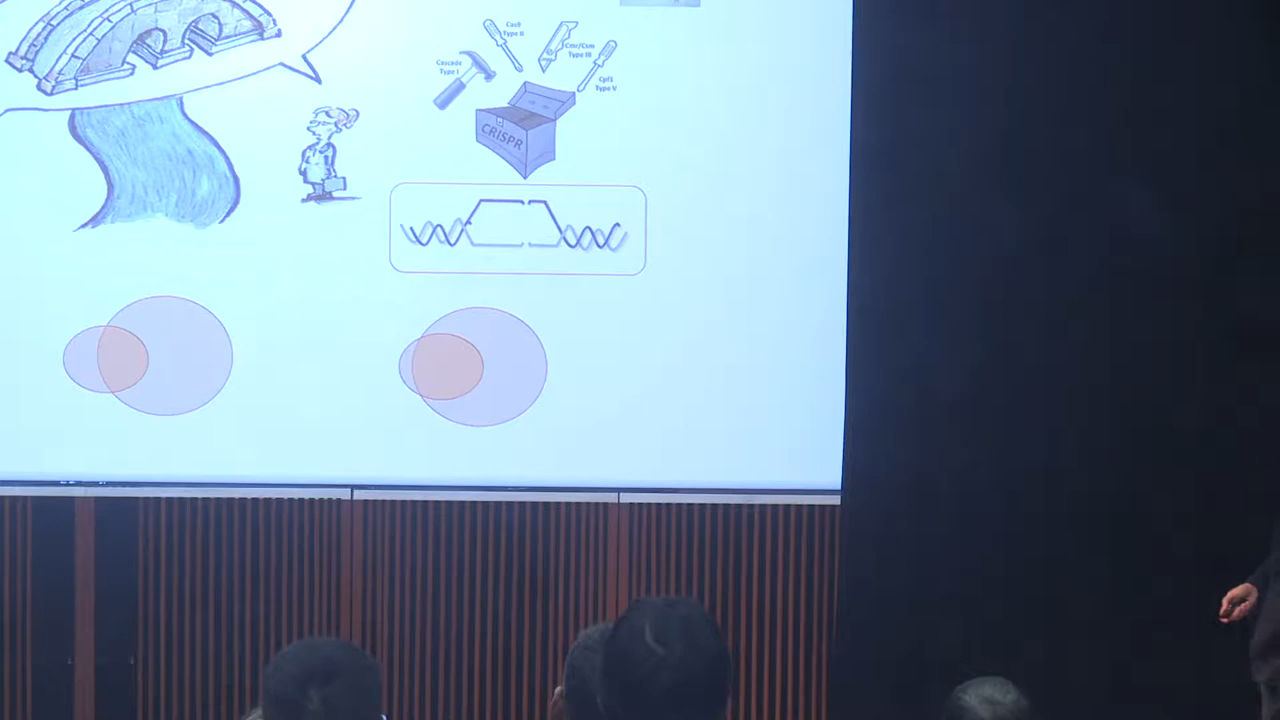 Cas9
Type II
Cmr/Csm
Type III
Cascade
Type I
Cpf1
Type V
CRISPR